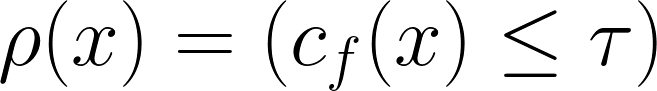 ρ(x) = (c_f(x) ≤ τ)